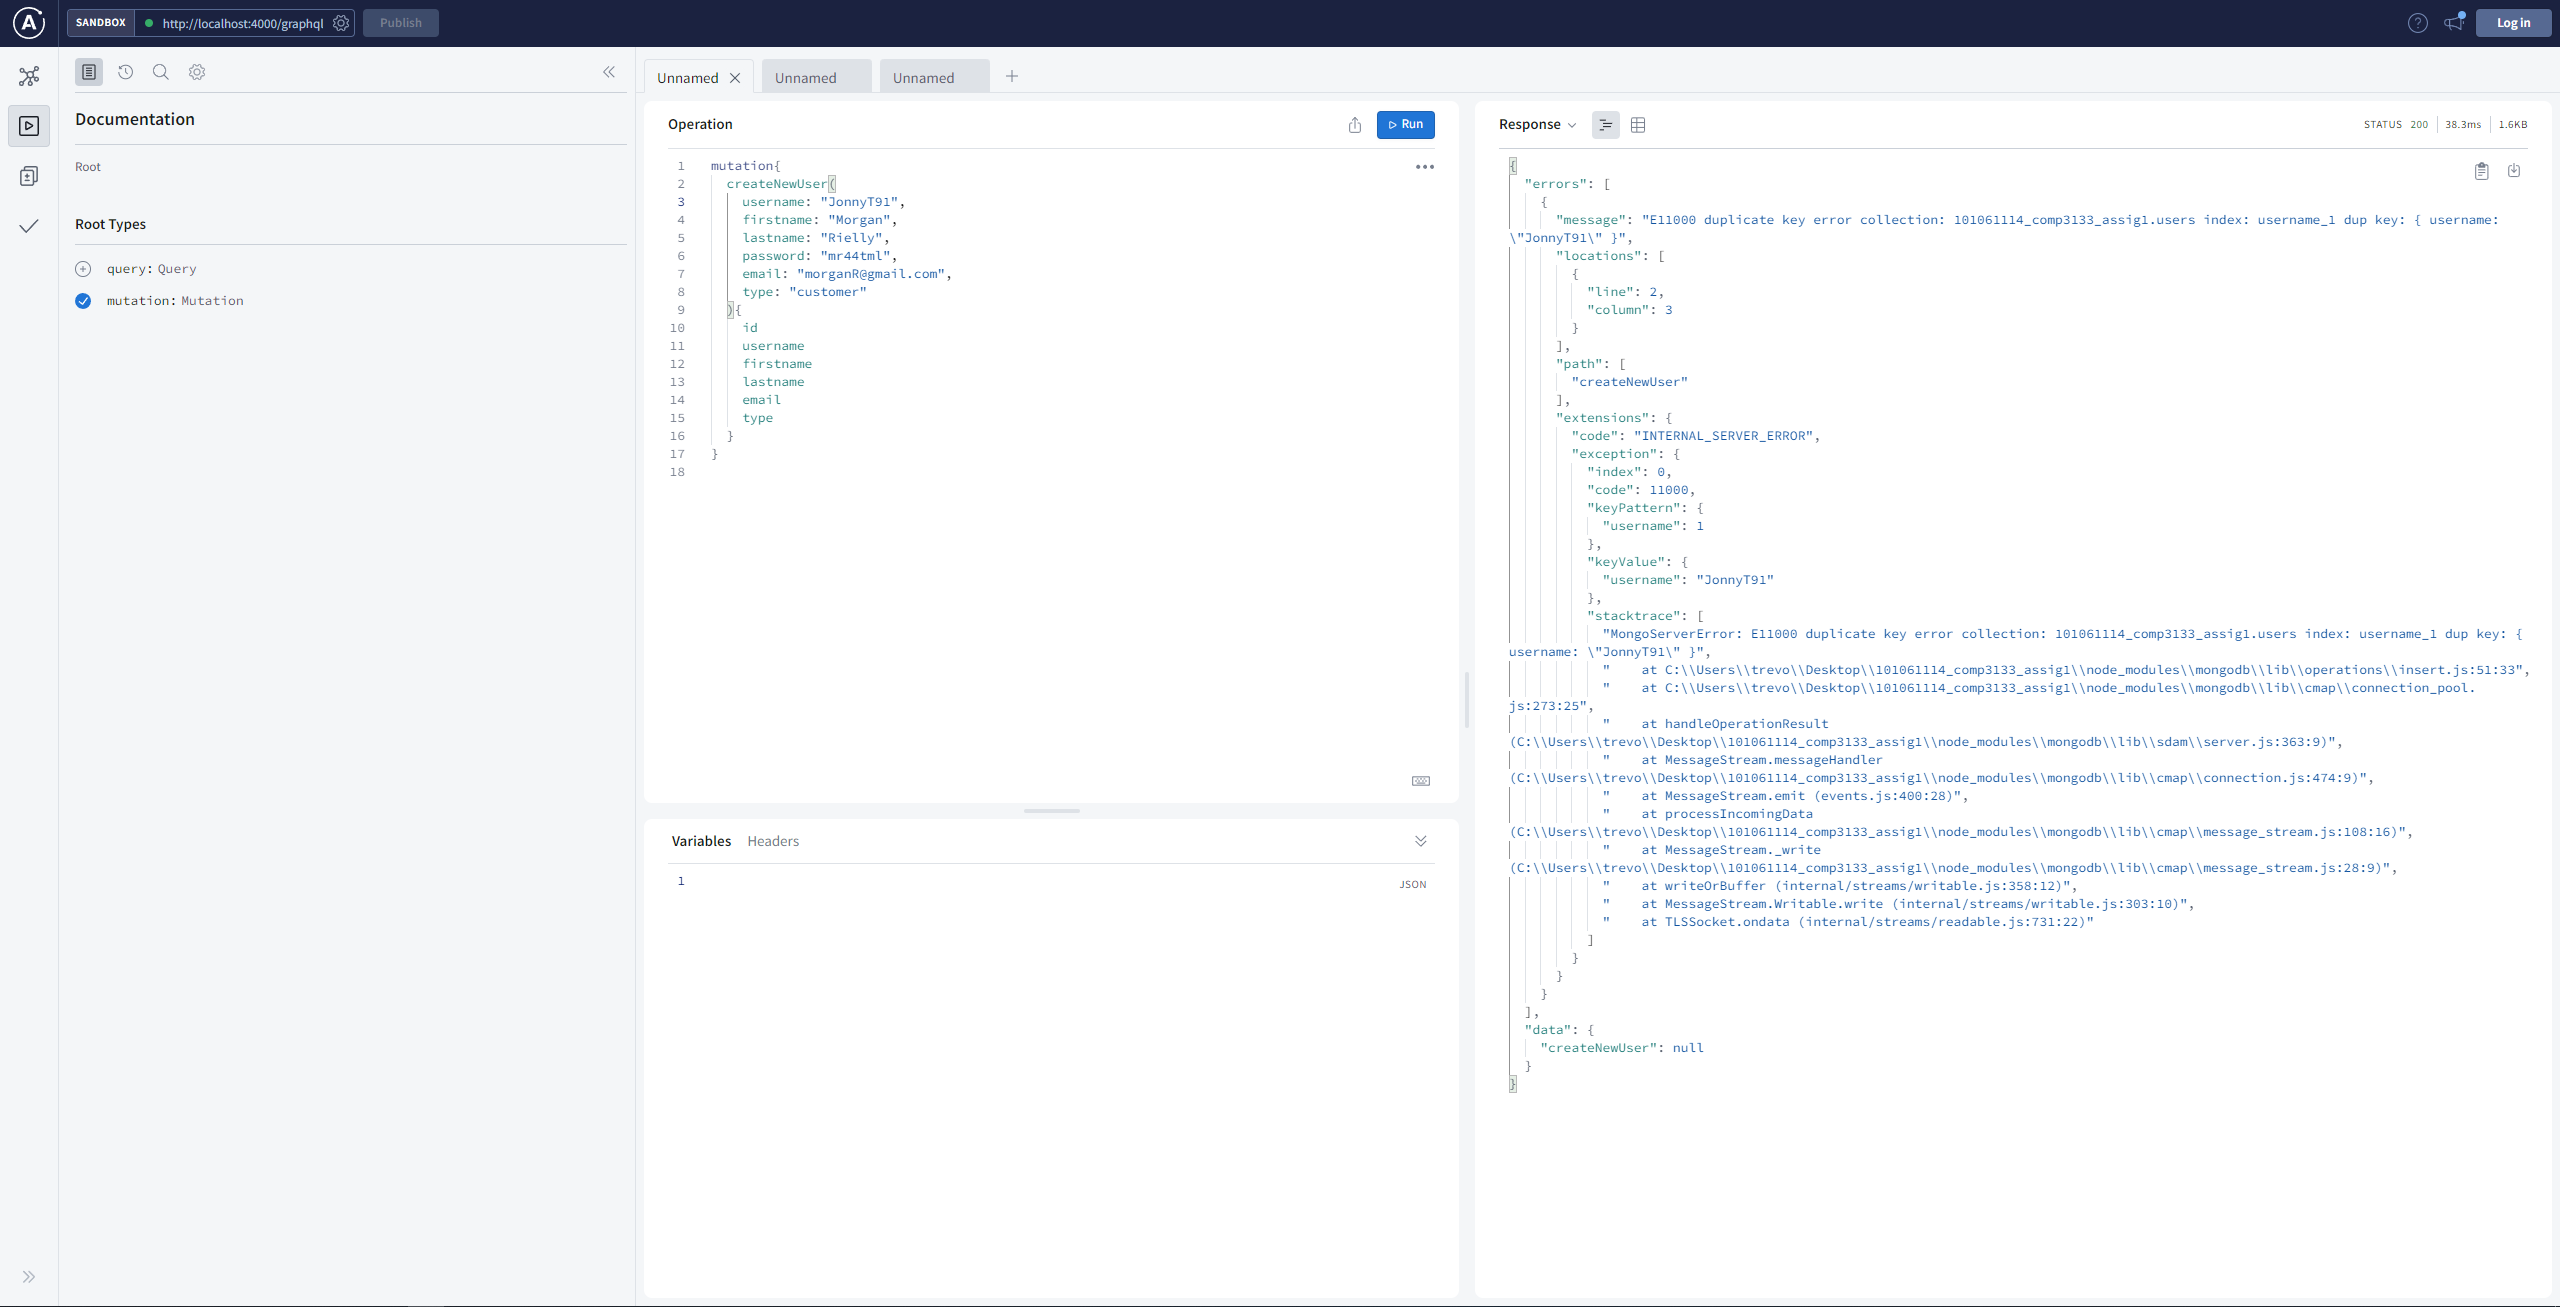 SANDBOX http://localhost:4000/graphql Publish Log in
Documentation
Root
Root Types
query: Query
mutation: Mutation
Unnamed Unnamed Unnamed
Operation Run
1 mutation{
2 createNewUser(
3 username: "JonnyT91",
4 firstname: "Morgan",
5 lastname: "Rielly",
6 password: "mr44tml",
7 email: "morganR@gmail.com",
8 type: "customer"
9 ){
10 id
11 username
12 firstname
13 lastname
14 email
15 type
16 }
17 }
18
Variables Headers
1 JSON
Response STATUS 200 38.3ms 1.6KB
{
"errors": [
{
"message": "E11000 duplicate key error collection: 101061114_comp3133_assig1.users index: username_1 dup key: { username:
\"JonnyT91\" }",
"locations": [
{
"line": 2,
"column": 3
}
],
"path": [
"createNewUser"
],
"extensions": {
"code": "INTERNAL_SERVER_ERROR",
"exception": {
"index": 0,
"code": 11000,
"keyPattern": {
"username": 1
},
"keyValue": {
"username": "JonnyT91"
},
"stacktrace": [
"MongoServerError: E11000 duplicate key error collection: 101061114_comp3133_assig1.users index: username_1 dup key: {
username: \"JonnyT91\" }",
"    at C:\\Users\\trevo\\Desktop\\101061114_comp3133_assig1\\node_modules\\mongodb\\lib\\operations\\insert.js:51:33",
"    at C:\\Users\\trevo\\Desktop\\101061114_comp3133_assig1\\node_modules\\mongodb\\lib\\cmap\\connection_pool.
js:273:25",
"    at handleOperationResult
(C:\\Users\\trevo\\Desktop\\101061114_comp3133_assig1\\node_modules\\mongodb\\lib\\sdam\\server.js:363:9)",
"    at MessageStream.messageHandler
(C:\\Users\\trevo\\Desktop\\101061114_comp3133_assig1\\node_modules\\mongodb\\lib\\cmap\\connection.js:474:9)",
"    at MessageStream.emit (events.js:400:28)",
"    at processIncomingData
(C:\\Users\\trevo\\Desktop\\101061114_comp3133_assig1\\node_modules\\mongodb\\lib\\cmap\\message_stream.js:108:16)",
"    at MessageStream._write
(C:\\Users\\trevo\\Desktop\\101061114_comp3133_assig1\\node_modules\\mongodb\\lib\\cmap\\message_stream.js:28:9)",
"    at writeOrBuffer (internal/streams/writable.js:358:12)",
"    at MessageStream.Writable.write (internal/streams/writable.js:303:10)",
"    at TLSSocket.ondata (internal/streams/readable.js:731:22)"
]
}
}
}
],
"data": {
"createNewUser": null
}
}